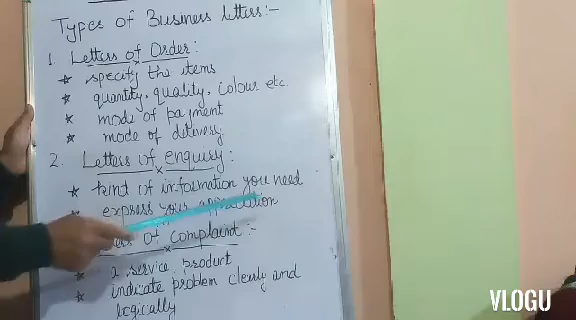 Types of Business letters:-
1. Letters of Order:
★ specify the items
★ quantity, quality, colour etc.
★ mode of payment
★ mode of delivery
2. Letters of enquiry:
★ kind of information you need
★ express your appreciation
of complaint:-
★ service, product
★ indicate problem clearly and
logically
VLOGU